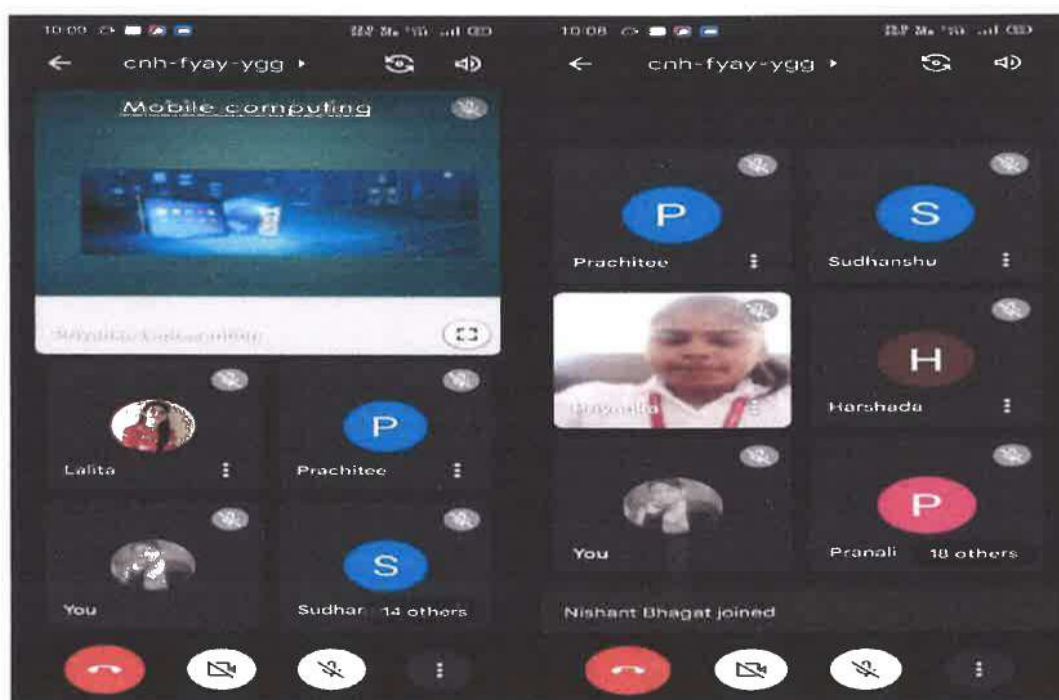 10:09
cnh-fyay-ygg
Mobile computing
Lalita
P
Prachitee
You
S
Sudhar 14 others
10:08
cnh-fyay-ygg
P
Prachitee
S
Sudhanshu
H
Harshada
You
P
Pranali 18 others
Nishant Bhagat joined